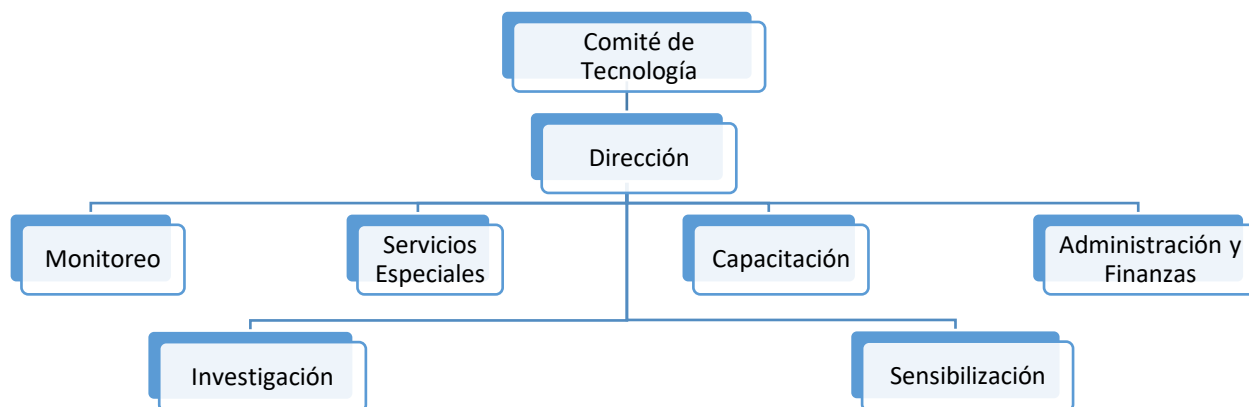 Comité de
Tecnología
Dirección
Monitoreo
Servicios
Especiales
Capacitación
Administración y
Finanzas
Investigación
Sensibilización